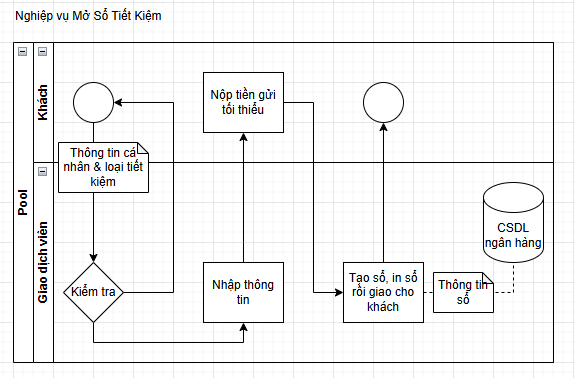 Nghiệp vụ Mở Sổ Tiết Kiệm
Pool
Khách
Giao dịch viên
Thông tin cá
nhân & loại tiết
kiệm
Nộp tiền gửi
tối thiểu
Kiểm tra
Nhập thông
tin
Tạo sổ, in sổ
rồi giao cho
khách
Thông tin
sổ
CSDL
ngân hàng